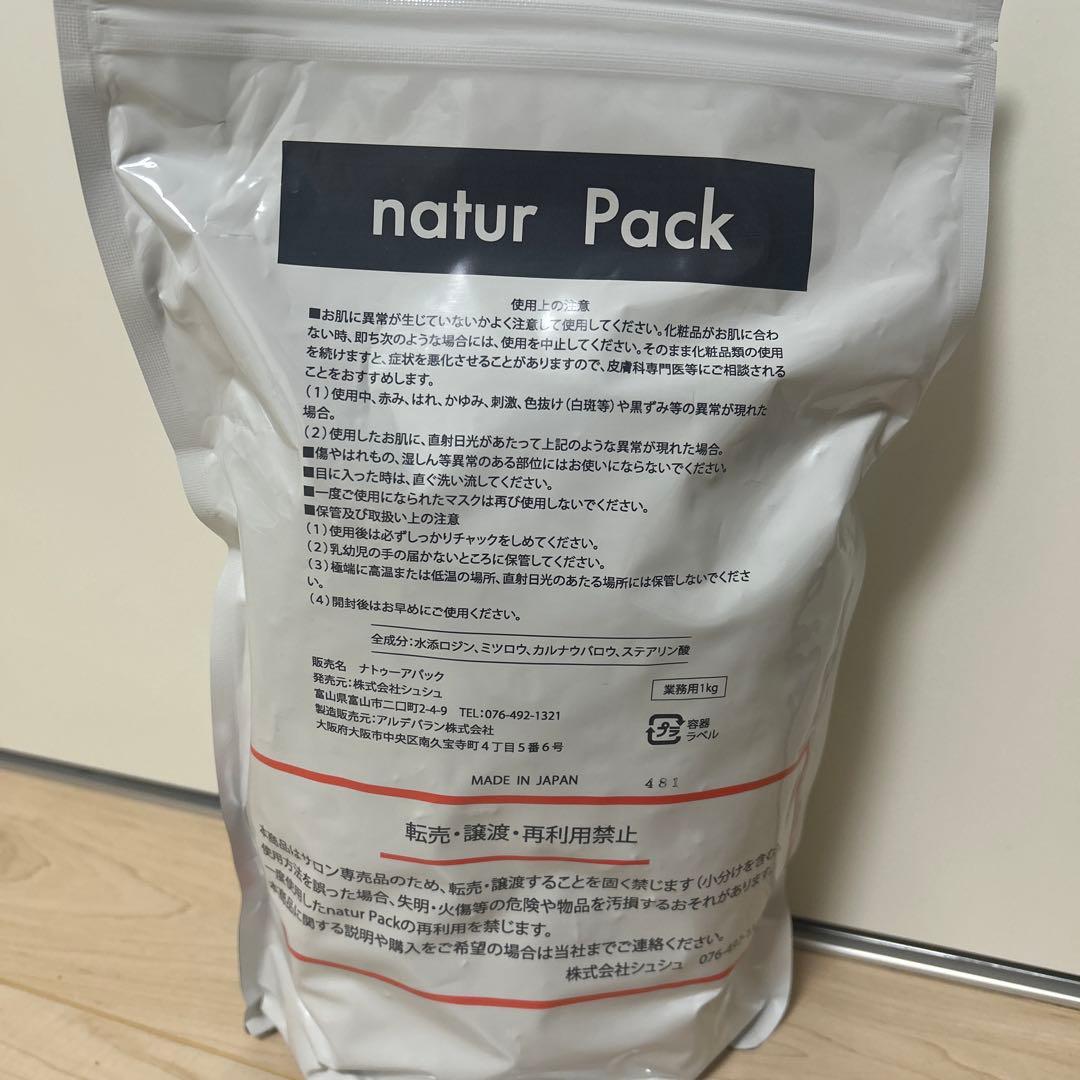 natur Pack
使用上の注意
■お肌に異常が生じていないかよく注意して使用してください。化粧品がお肌に合わ
ない時、即ち次のような場合には、使用を中止してください。そのまま化粧品類の使用
を続けますと、症状を悪化させることがありますので、皮膚科専門医等にご相談される
ことをおすすめします。
(1)使用中、赤み、はれ、かゆみ、刺激、色抜け(白斑等)や黒ずみ等の異常が現れた
場合。
(2)使用したお肌に、直射日光があたって上記のような異常が現れた場合。
■傷やはれもの、湿しん等異常のある部位にはお使いにならないでください。
■目に入った時は、直ぐ洗い流してください。
■一度ご使用になられたマスクは再び使用しないでください。
■保管及び取扱い上の注意
(1)使用後は必ずしっかりチャックをしめてください。
(2)乳幼児の手の届かないところに保管してください。
(3)極端に高温または低温の場所、直射日光のあたる場所には保管しないでくださ
い。
(4)開封後はお早めにご使用ください。
全成分:水添ロジン、ミツロウ、カルナウバロウ、ステアリン酸
販売名 ナトゥーアパック
発売元:株式会社シュシュ
富山県富山市二口町2-4-9 TEL:076-492-1321
製造販売元:アルデバラン株式会社
大阪府大阪市中央区南久宝寺町4丁目5番6号
業務用1kg
プラ
容器
ラベル
MADE IN JAPAN
481
転売・譲渡・再利用禁止
本商品はサロン専売品のため、転売・譲渡することを固く禁じます(小分けを含む)。
使用方法を誤った場合、失明・火傷等の危険や物品を汚損するおそれがあります。
一度使用したnatur Packの再利用を禁じます。
本商品に関する説明や購入をご希望の場合は当社までご連絡ください。
株式会社シュシュ